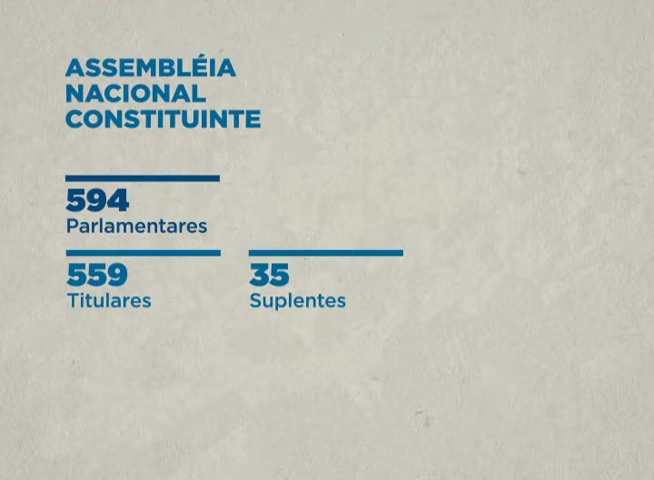 ASSEMBLÉIA
NACIONAL
CONSTITUINTE
594
Parlamentares
559
Titulares
35
Suplentes